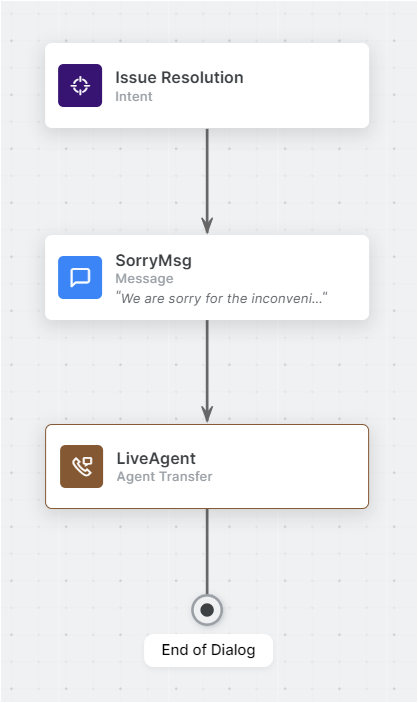 Issue Resolution
Intent
SorryMsg
Message
"We are sorry for the inconveni..."
LiveAgent
Agent Transfer
End of Dialog